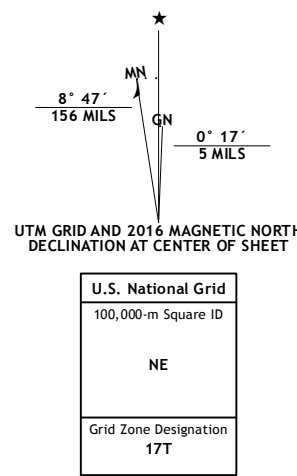 ★
MN
8° 47´
156 MILS
GN
0° 17´
5 MILS
UTM GRID AND 2016 MAGNETIC NORTH
DECLINATION AT CENTER OF SHEET
U.S. National Grid
100,000-m Square ID
NE
Grid Zone Designation
17T